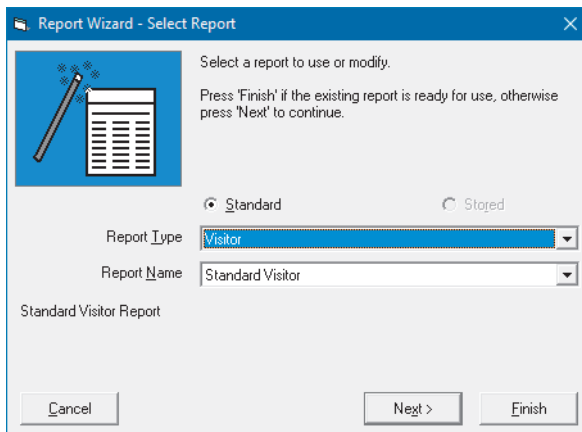 Report Wizard - Select Report
Select a report to use or modify.
Press 'Finish' if the existing report is ready for use, otherwise
press 'Next' to continue.
Standard
Stored
Report Type
Visitor
Report Name
Standard Visitor
Standard Visitor Report
Cancel
Next >
Finish